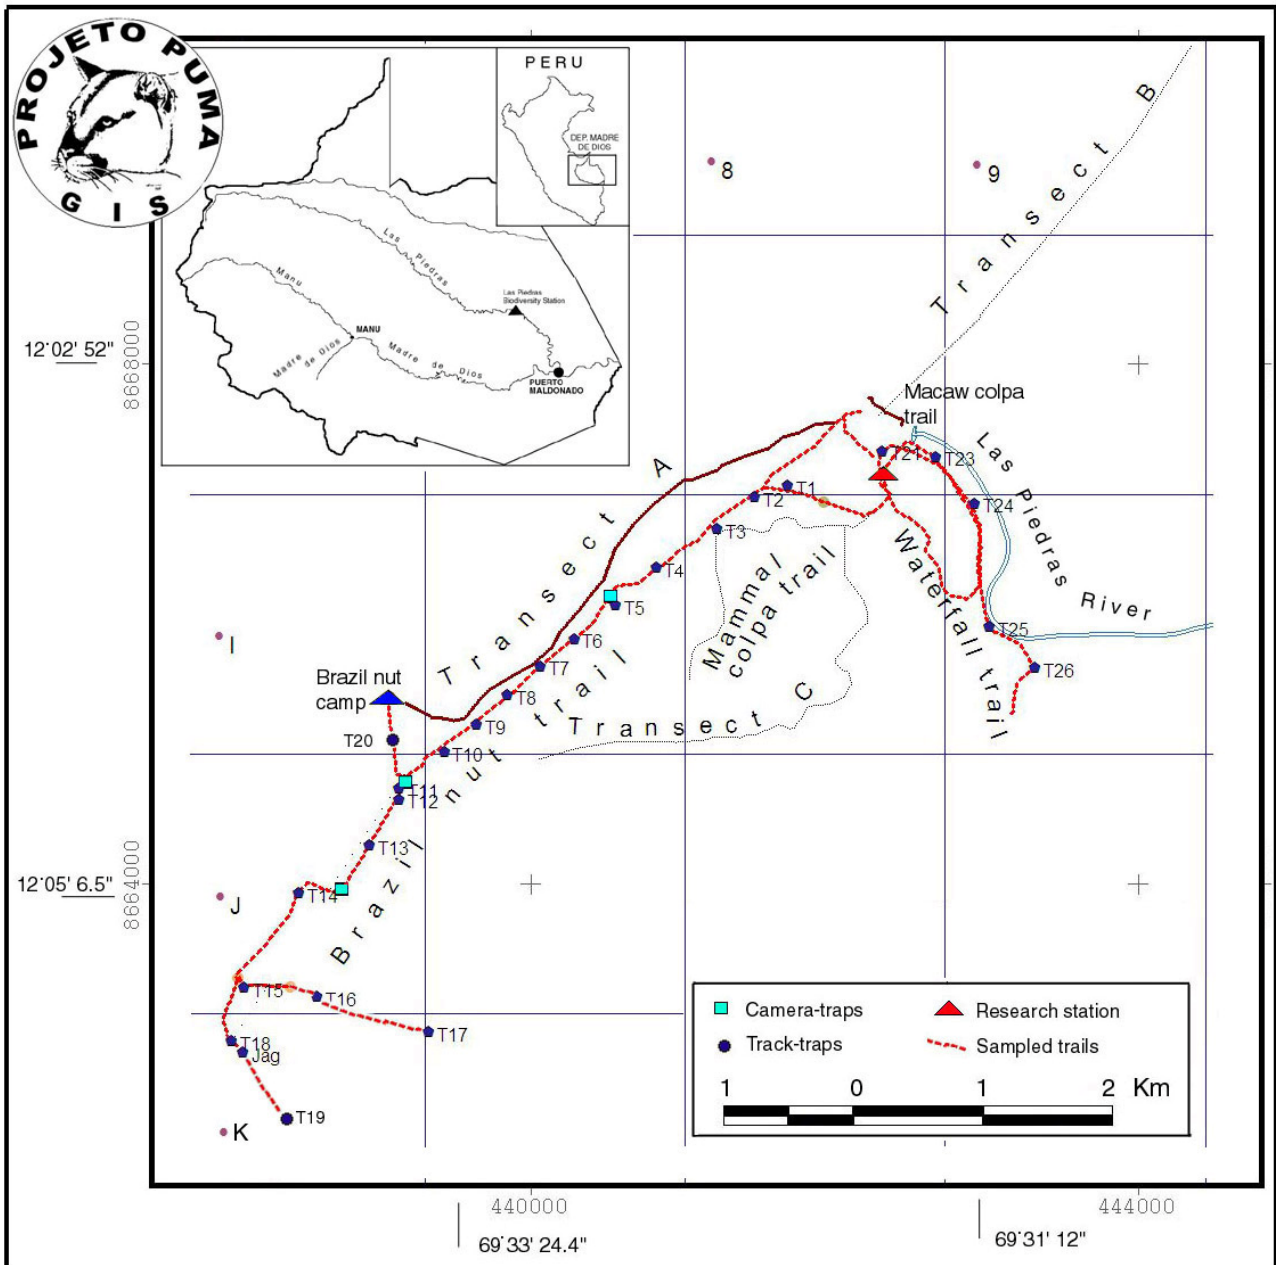 PROJETO PUMA
GIS
PERU
DEP. MADRE
DE DIOS
Las Piedras
Manu
Las Piedras
Biodiversity Station
MANU
Madre de Dios
Madre de Dios
PUERTO
MALDONADO
8
9
Transect B
12°02' 52"
8668000
Macaw colpa
trail
Las Piedras River
T21
T23
T24
T1
T2
T3
T4
T5
T6
T7
T8
T9
T10
T25
T26
Transect A
Mammal
colpa trail
Waterfall trail
Transect C
Brazil nut trail
I
Brazil nut
camp
T20
T11
T12
T13
T14
12°05' 6.5"
8664000
J
T15
T16
T17
T18
Jag
T19
K
Camera-traps
Research station
Track-traps
Sampled trails
1 0 1 2 Km
440000
444000
69°33' 24.4"
69°31' 12"